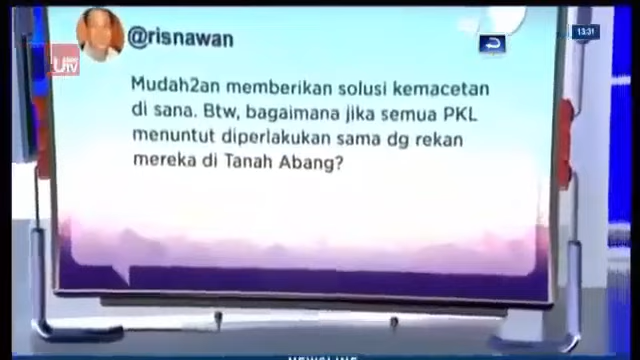 @risnawan
13:31
Mudah2an memberikan solusi kemacetan
di sana. Btw, bagaimana jika semua PKL
menuntut diperlakukan sama dg rekan
mereka di Tanah Abang?
NEWSLINE